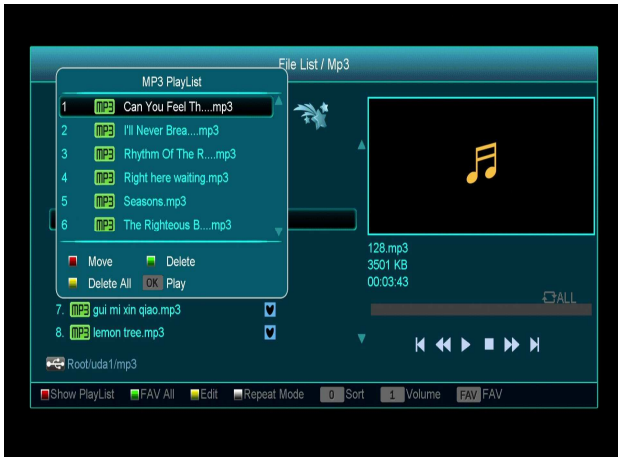 File List / Mp3
MP3 PlayList
1 MP3 Can You Feel Th....mp3
2 MP3 I'll Never Brea....mp3
3 MP3 Rhythm Of The R....mp3
4 MP3 Right here waiting.mp3
5 MP3 Seasons.mp3
6 MP3 The Righteous B....mp3
Move Delete
Delete All OK Play
128.mp3
3501 KB
00:03:43
ALL
7. MP3 gui mi xin qiao.mp3
8. MP3 lemon tree.mp3
Root/uda1/mp3
Show PlayList FAV All Edit Repeat Mode 0 Sort 1 Volume FAV FAV